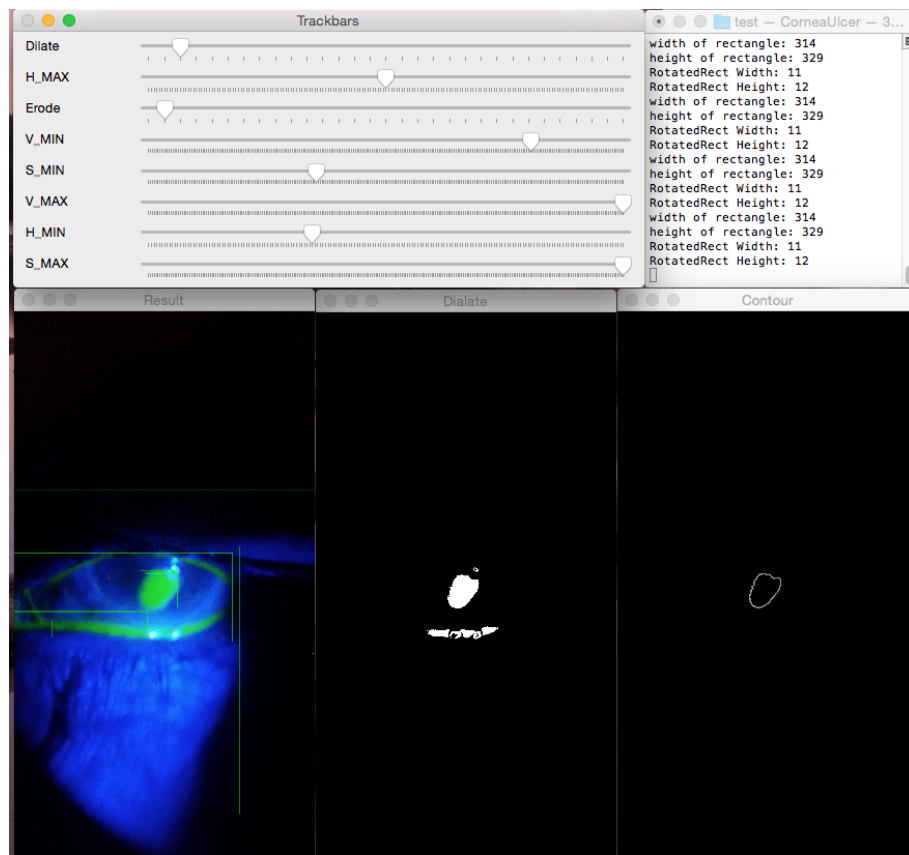 Trackbars
Dilate
H_MAX
Erode
V_MIN
S_MIN
V_MAX
H_MIN
S_MAX
test — CorneaUlcer — 3...
width of rectangle: 314
height of rectangle: 329
RotatedRect Width: 11
RotatedRect Height: 12
width of rectangle: 314
height of rectangle: 329
RotatedRect Width: 11
RotatedRect Height: 12
width of rectangle: 314
height of rectangle: 329
RotatedRect Width: 11
RotatedRect Height: 12
width of rectangle: 314
height of rectangle: 329
RotatedRect Width: 11
RotatedRect Height: 12
Result
Dialate
Contour